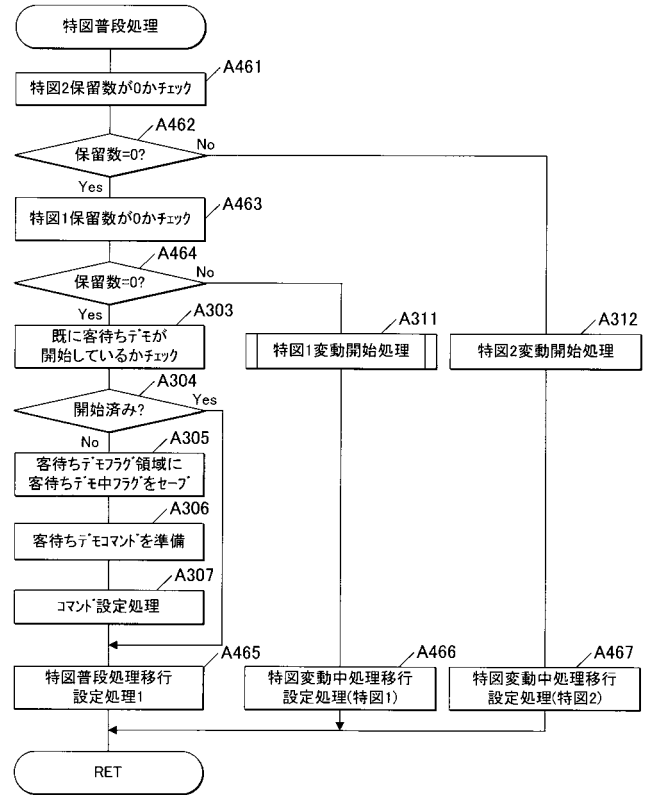 特図普段処理
A461
特図2保留数が0かチェック
A462
保留数=0?
No
Yes
A463
特図1保留数が0かチェック
A464
保留数=0?
No
Yes
A303
既に客待ちデモが
開始しているかチェック
A311
特図1変動開始処理
A312
特図2変動開始処理
A304
開始済み?
Yes
No
A305
客待ちデモフラグ領域に
客待ちデモ中フラグをセーブ
A306
客待ちデモコマンドを準備
A307
コマンド設定処理
A465
特図普段処理移行
設定処理1
A466
特図変動中処理移行
設定処理(特図1)
A467
特図変動中処理移行
設定処理(特図2)
RET